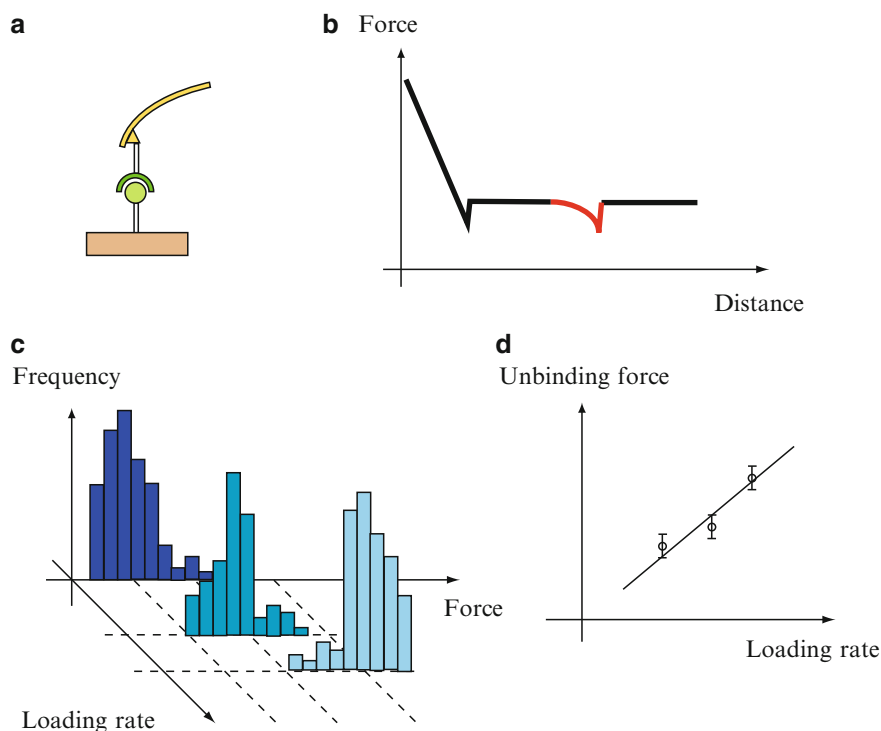 a
b
Force
Distance
c
Frequency
Force
Loading rate
d
Unbinding force
Loading rate